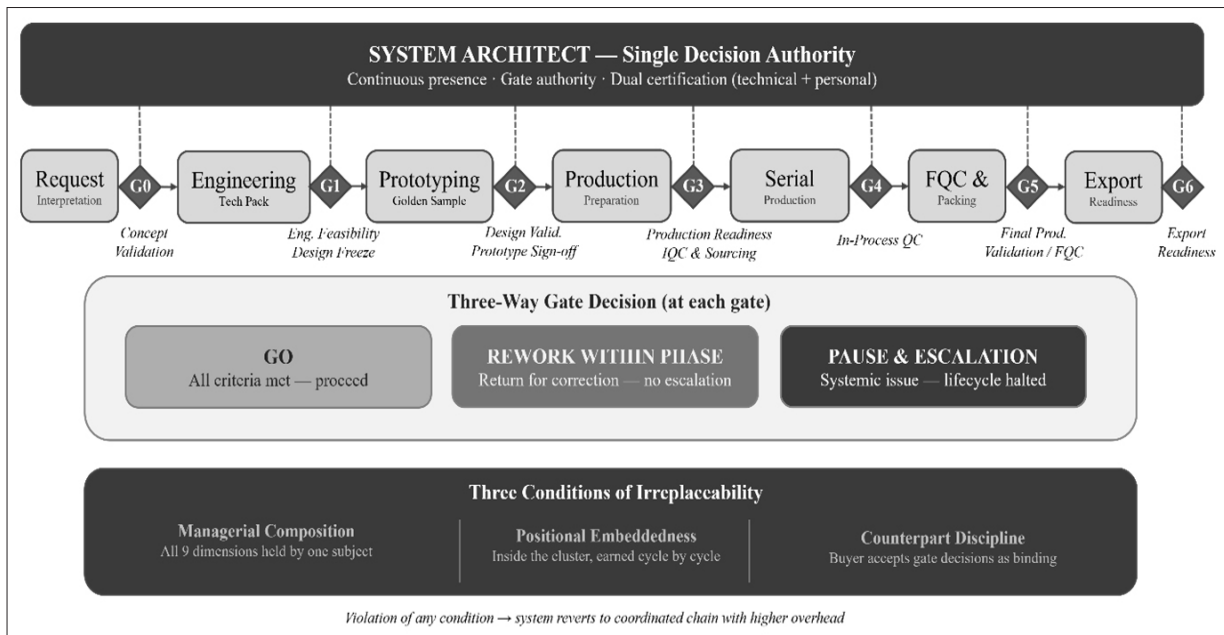 SYSTEM ARCHITECT — Single Decision Authority
Continuous presence · Gate authority · Dual certification (technical + personal)
Request
Interpretation
G0
Engineering
Tech Pack
G1
Prototyping
Golden Sample
G2
Production
Preparation
G3
Serial
Production
G4
FQC &
Packing
G5
Export
Readiness
G6
Concept
Validation
Eng. Feasibility
Design Freeze
Design Valid.
Prototype Sign-off
Production Readiness
IQC & Sourcing
In-Process QC
Final Prod.
Validation / FQC
Export
Readiness
Three-Way Gate Decision (at each gate)
GO
All criteria met — proceed
REWORK WITHIN PHASE
Return for correction — no escalation
PAUSE & ESCALATION
Systemic issue — lifecycle halted
Three Conditions of Irreplaceability
Managerial Composition
All 9 dimensions held by one subject
Positional Embeddedness
Inside the cluster, earned cycle by cycle
Counterpart Discipline
Buyer accepts gate decisions as binding
Violation of any condition → system reverts to coordinated chain with higher overhead